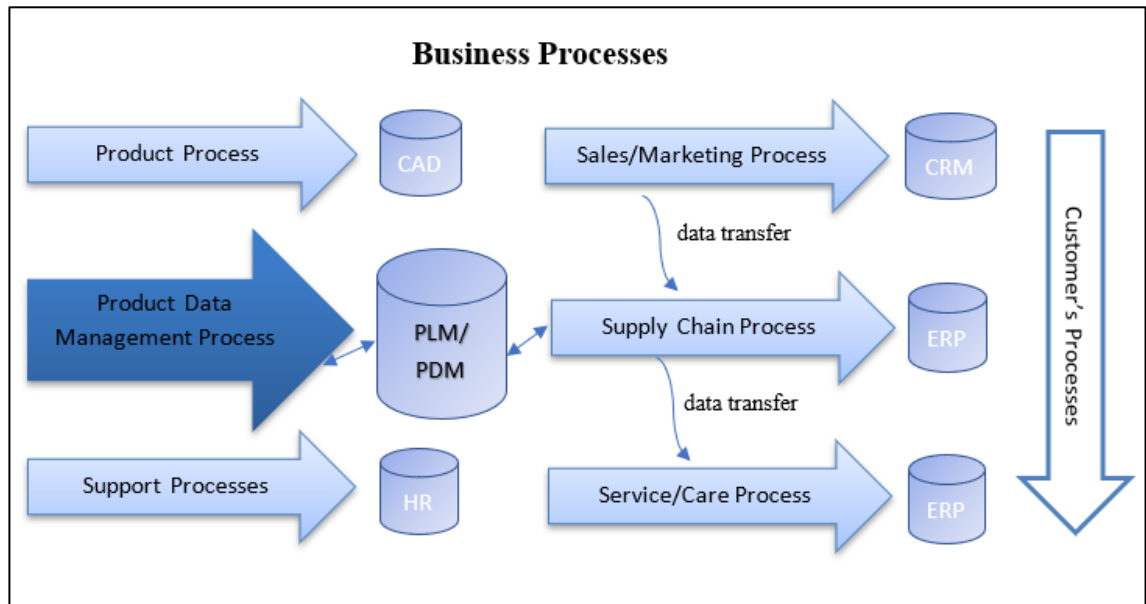 Business Processes
Product Process
CAD
Sales/Marketing Process
CRM
data transfer
Product Data
Management Process
PLM/
PDM
Supply Chain Process
ERP
data transfer
Support Processes
HR
Service/Care Process
ERP
Customer’s Processes